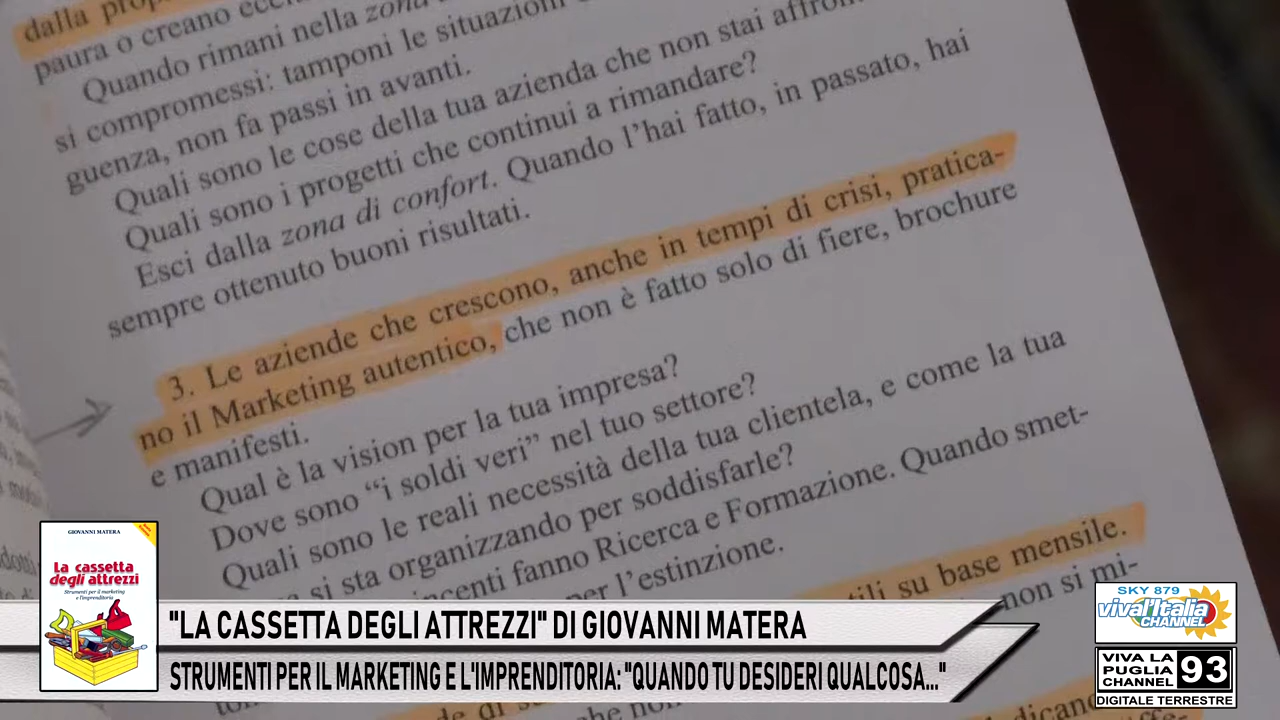 dalla
paura o creano
Quando rimani nella zona
si compromessi: tamponi le situazioni
guenza, non fa passi in avanti.
Quali sono le cose della tua azienda che non stai
Quali sono i progetti che continui a rimandare?
Esci dalla zona di confort. Quando l'hai fatto, in passato, hai
sempre ottenuto buoni risultati.
3. Le aziende che crescono, anche in tempi di crisi, pratica-
no il Marketing autentico, che non è fatto solo di fiere, brochure
e manifesti.
Qual è la vision per la tua impresa?
Dove sono “i soldi veri” nel tuo settore?
Quali sono le reali necessità della tua clientela, e come la tua
si sta organizzando per soddisfarle?
fanno Ricerca e Formazione. Quando smet-
per l'estinzione.
su base mensile.
non si mi-
GIOVANNI MATERA
La cassetta
degli attrezzi
Strumenti per il marketing
e l'imprenditoria
"LA CASSETTA DEGLI ATTREZZI" DI GIOVANNI MATERA
STRUMENTI PER IL MARKETING E L'IMPRENDITORIA: "QUANDO TU DESIDERI QUALCOSA..."
SKY 879
viva l'Italia
CHANNEL
VIVA LA
PUGLIA
CHANNEL
93
DIGITALE TERRESTRE